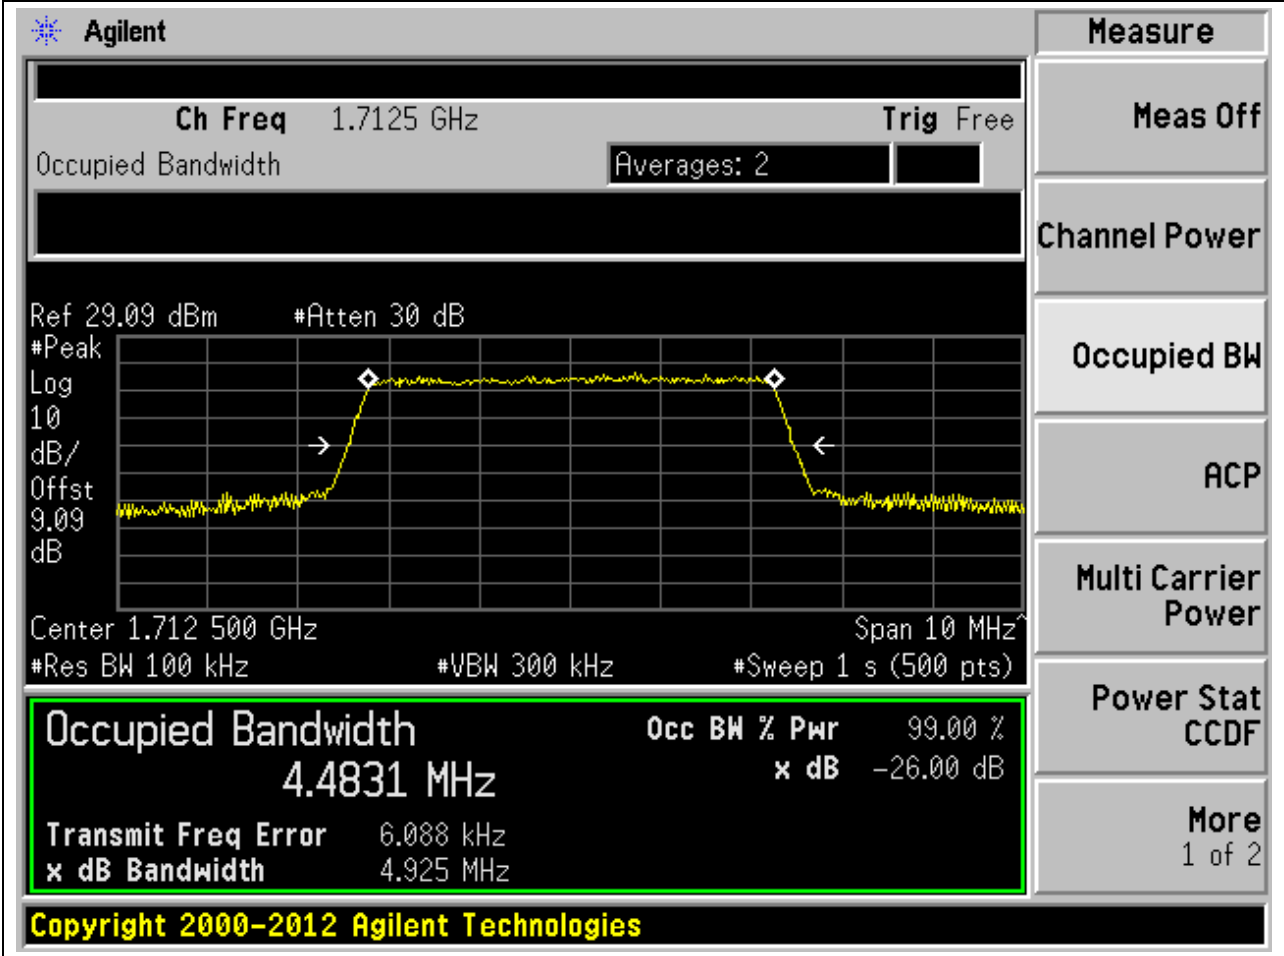 Agilent
Measure
Ch Freq 1.7125 GHz Trig Free
Occupied Bandwidth Averages: 2
Meas Off
Channel Power
Occupied BW
ACP
Multi Carrier
Power
Power Stat
CCDF
More
1 of 2
Ref 29.09 dBm #Atten 30 dB
#Peak
Log
10
dB/
Offst
9.09
dB
Center 1.712 500 GHz Span 10 MHz^
#Res BW 100 kHz #VBW 300 kHz #Sweep 1 s (500 pts)
Occupied Bandwidth Occ BW % Pwr 99.00 %
4.4831 MHz x dB -26.00 dB
Transmit Freq Error 6.088 kHz
x dB Bandwidth 4.925 MHz
Copyright 2000-2012 Agilent Technologies